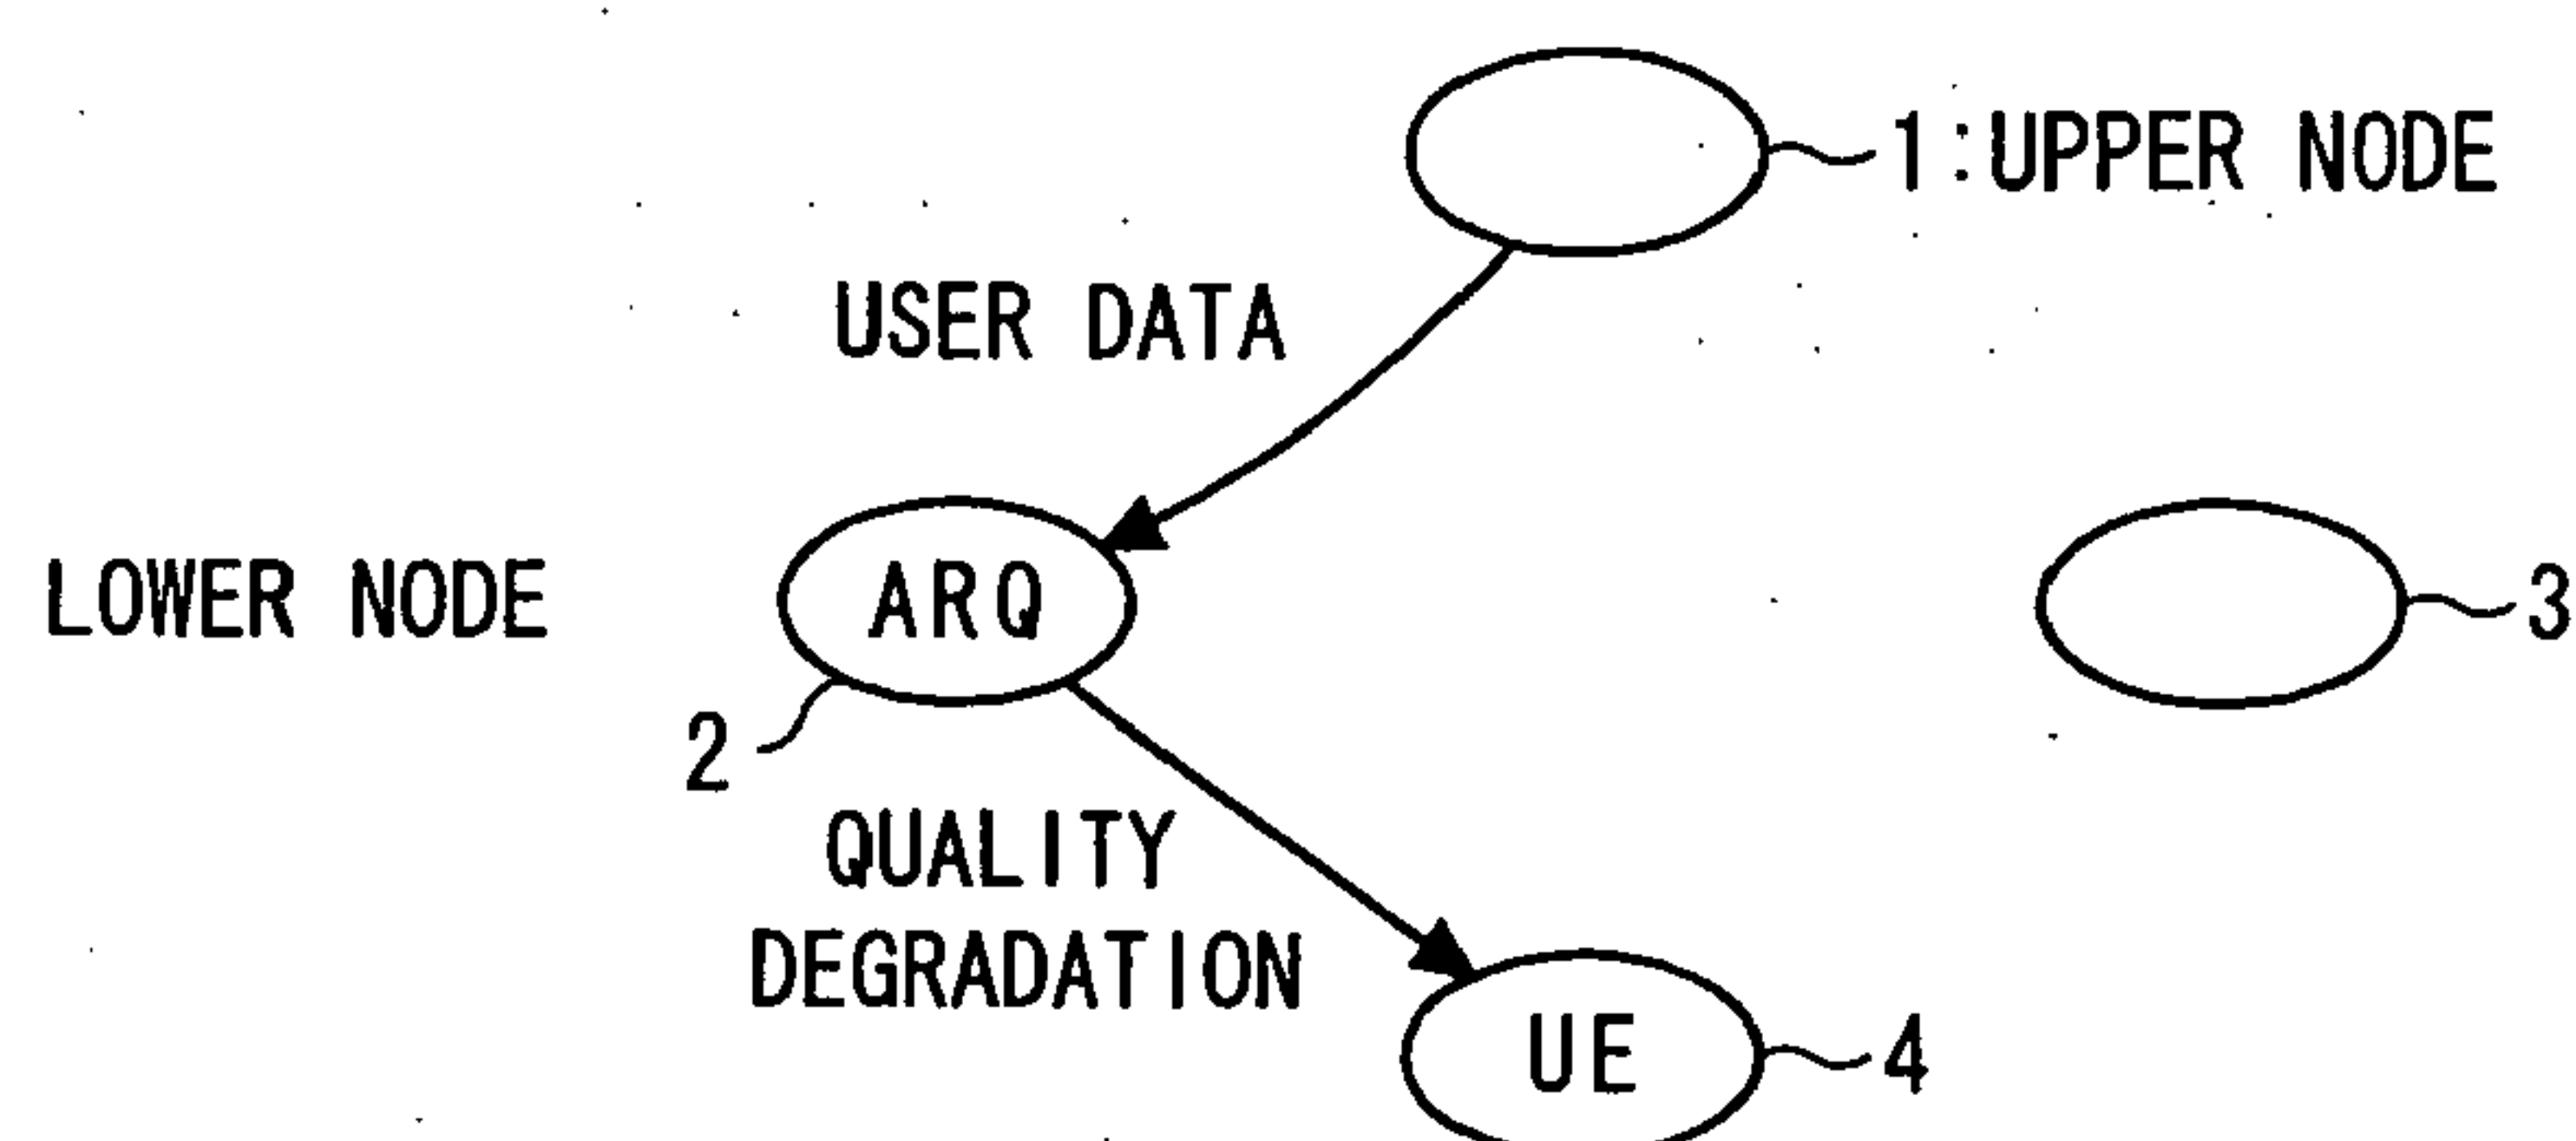 1:UPPER NODE
USER DATA
LOWER NODE
ARQ
3
2
QUALITY
DEGRADATION
UE
4